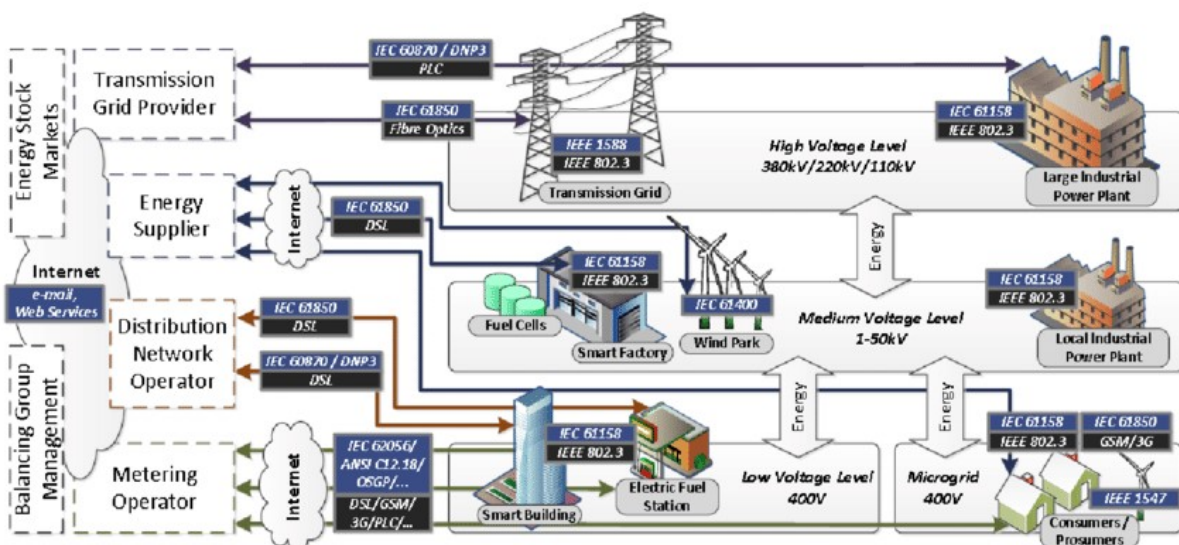 Energy Stock
Markets
Transmission
Grid Provider
IEC 60870 / DNP3
PLC
IEC 61850
Fibre Optics
IEEE 1588
IEEE 802.3
Transmission Grid
High Voltage Level
380kV/220kV/110kV
IEC 61158
IEEE 802.3
Large Industrial
Power Plant
Energy
Supplier
Internet
IEC 61850
DSL
Energy
Internet
e-mail,
Web Services
IEC 61158
IEEE 802.3
Fuel Cells
Smart Factory
IEC 61400
Wind Park
Medium Voltage Level
1-50kV
IEC 61158
IEEE 802.3
Local Industrial
Power Plant
Distribution
Network
Operator
IEC 61850
DSL
IEC 60870 / DNP3
DSL
Energy
Energy
Balancing Group
Management
Metering
Operator
Internet
IEC 62056/
ANSI C12.18/
OSGP/...
DSL/GSM/
3G/PLC/...
IEC 61158
IEEE 802.3
Smart Building
Electric Fuel
Station
Low Voltage Level
400V
Microgrid
400V
IEC 61158
IEEE 802.3
IEC 61850
GSM/3G
IEEE 1547
Consumers /
Prosumers